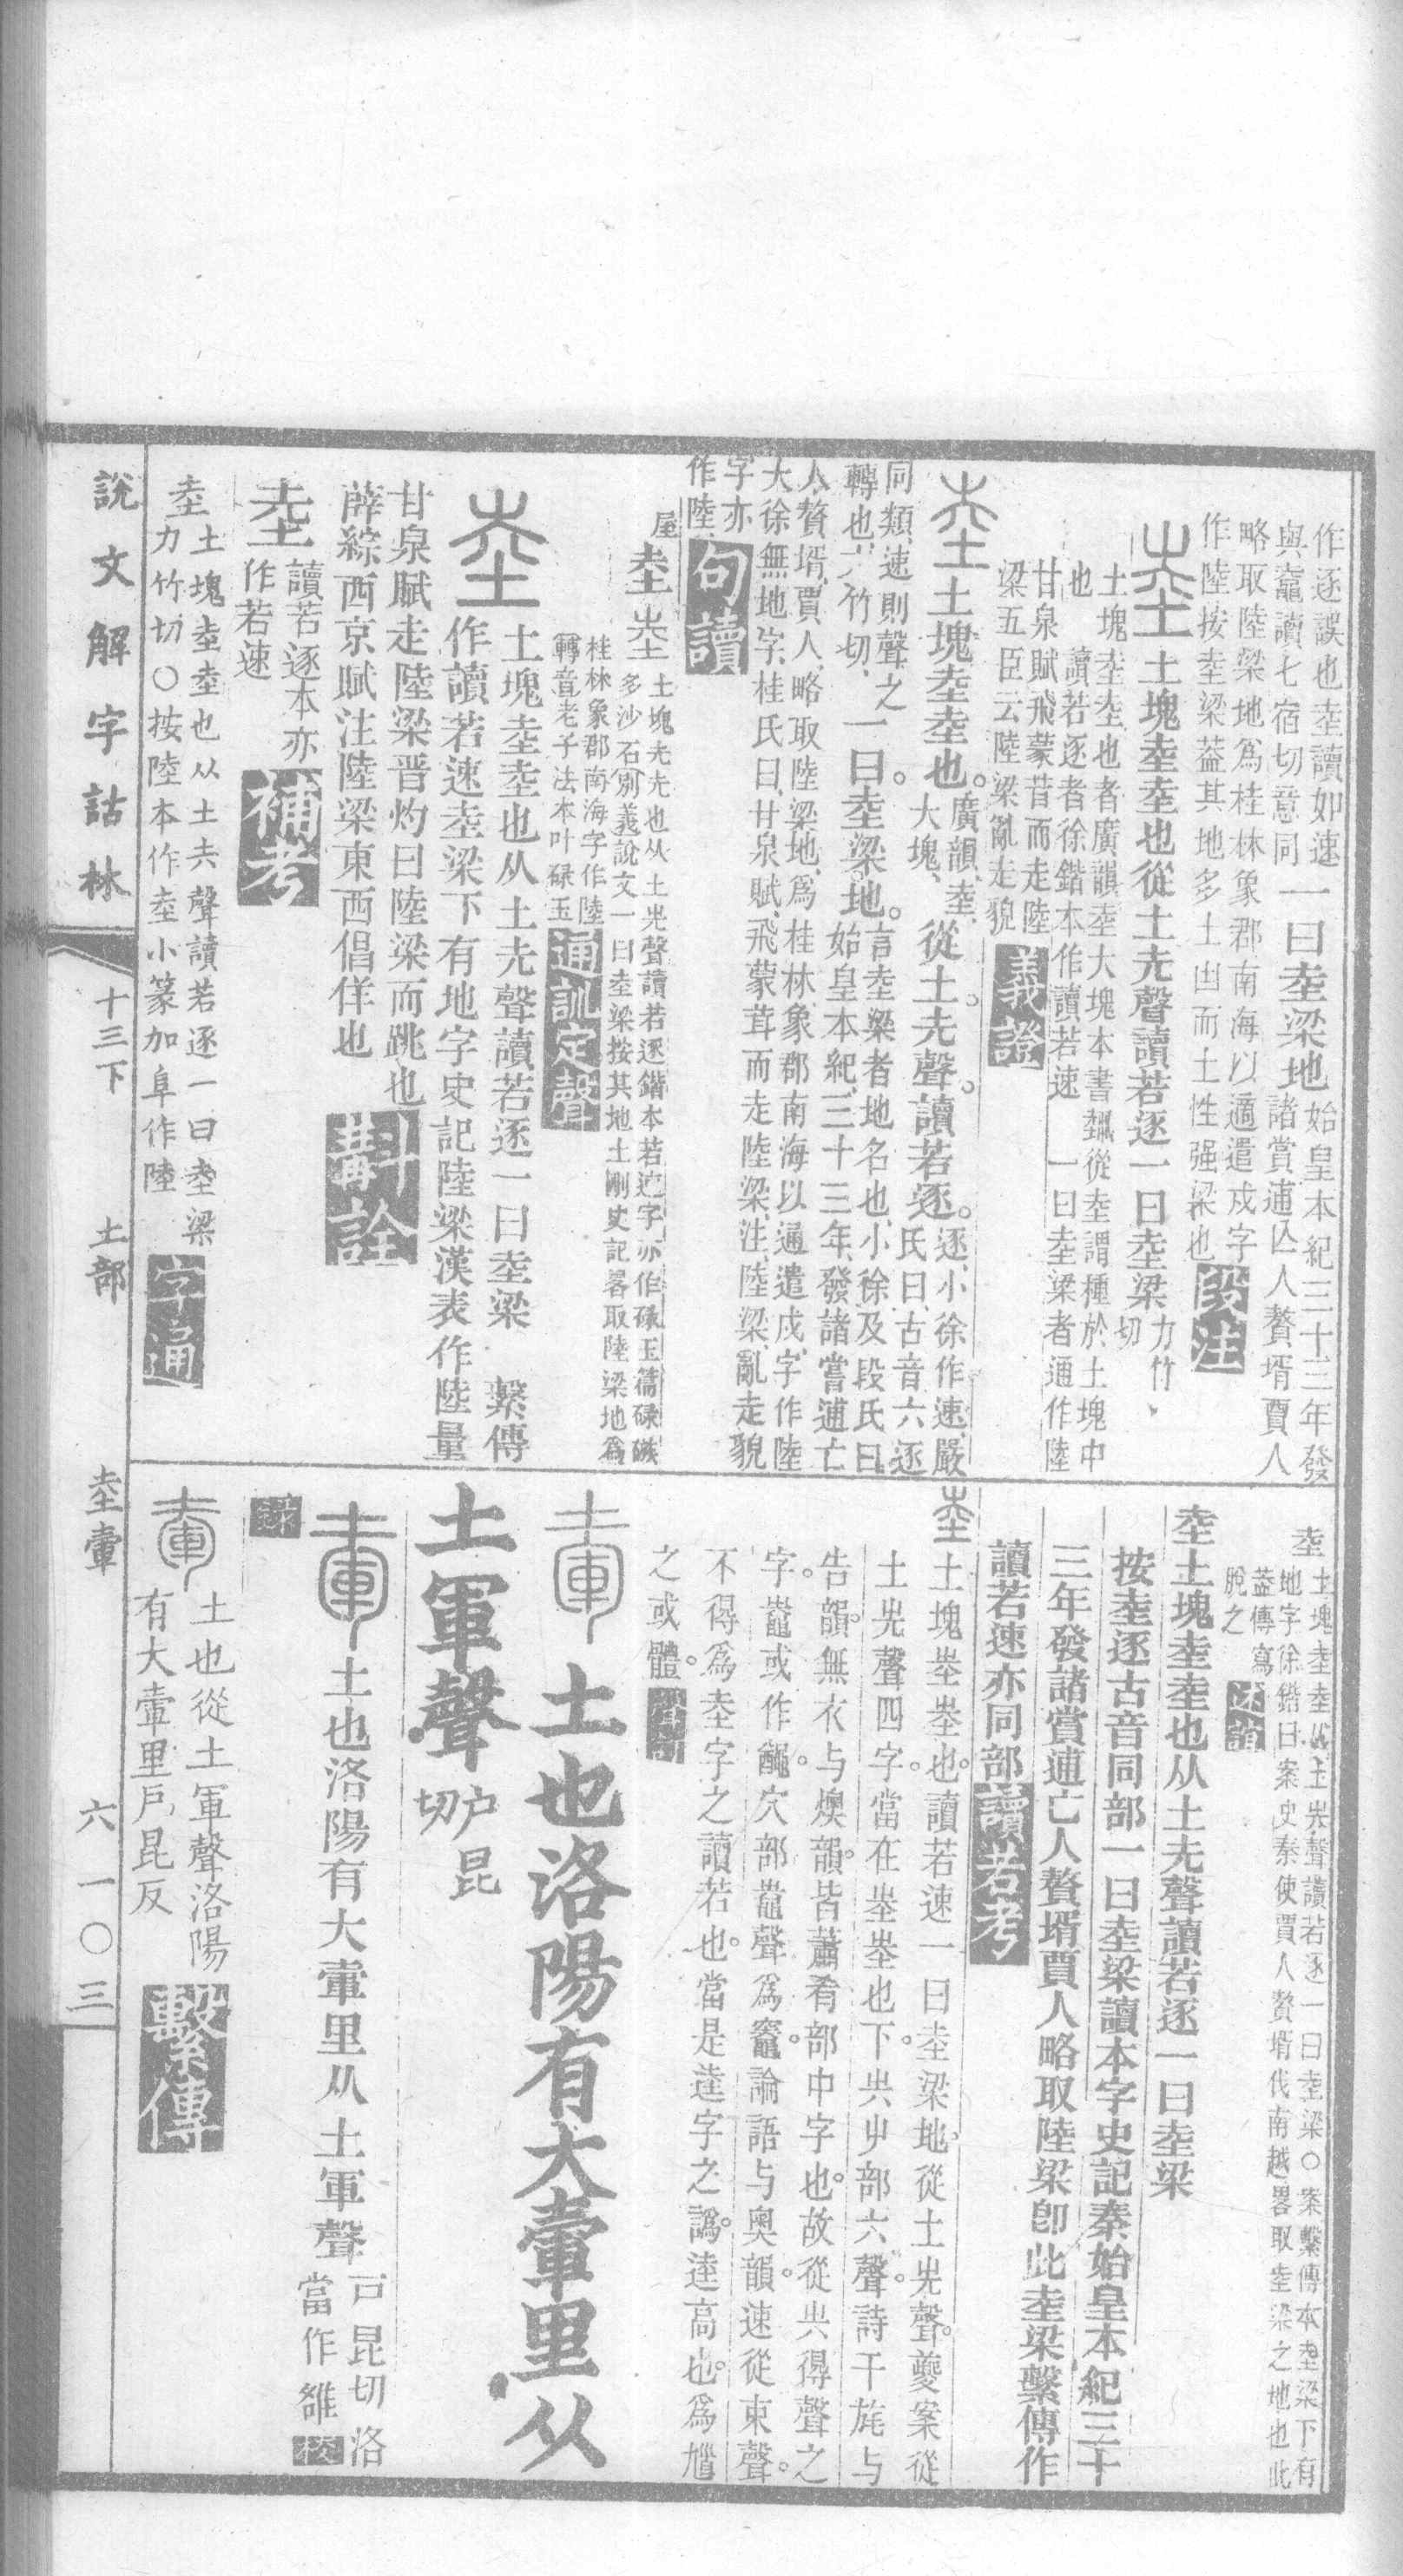 作逐誤也坴讀如速
與竈讀七宿切意同
一曰坴梁地
始皇本紀三十三年發
諸嘗逋亡人贅壻賈人
略取陸梁地爲桂林象郡南海以適遣戍字
作陸按坴梁葢其地多土凷而土性强梁也
段注
土塊坴坴也從土圥聲讀若逐一曰坴梁
力竹
切
土塊坴坴也者廣韻坴大塊本書𡎐從坴謂種於土塊中
也 讀若逐者徐鍇本作讀若速 一曰坴梁者通作陸
甘泉賦飛蒙茸而走陸
梁五臣云陸梁亂走貌
義證
土塊坴坴也。
廣韻、坴、
大塊、
從土。圥聲。讀若逐。
逐、小徐作速、嚴
氏曰、古音六逐
同類、速則聲之
轉也、六竹切、
一曰。坴梁地。
言坴梁者地名也、小徐及段氏曰、
始皇本紀、三十三年、發諸嘗逋亡
人、贅壻、賈人、略取陸梁地、爲桂林、象郡、南海以適遣戍、字作陸
大徐無地字、桂氏曰、甘泉賦、飛蒙茸而走陸梁、注、陸梁、亂走貌
字、亦
作陸、
句讀
屋
坴
土塊圥圥也从土圥聲讀若逐鍇本若速字亦作碌玉篇碌磟
多沙石別義說文一曰坴梁按其地土剛史記畧取陸梁地爲
桂林象郡南海字作陸
轉音老子法本叶碌玉
通訓定聲
土塊坴坴也从土圥聲讀若逐一曰坴梁 繫傳
作讀若速坴梁下有地字史記陸梁漢表作陸量
甘泉賦走陸梁晋灼曰陸梁而跳也
薛綜西京賦注陸梁東西倡佯也
斠詮
坴
讀若逐本亦
作若速
補考
坴
土塊坴坴也从土圥聲讀若逐一曰坴梁
力竹切○按陸本作坴小篆加阜作陸
字通
坴
土塊坴坴从土圥聲讀若逐一曰坴梁○案繫傳本坴梁下有
地字徐鍇曰案史秦使賈人贅壻伐南越畧取坴梁之地也此
葢傳寫
脫之
坴土塊坴坴也从土圥聲讀若逐一曰坴梁
按坴逐古音同部一曰坴梁讀本字史記秦始皇本紀三十
三年發諸嘗逋亡人贅壻賈人略取陸梁卽此坴梁繫傳作
讀若速亦同部
讀若考
土塊坴坴也。讀若速一曰坴梁地。從土圥聲。夔案從
土圥聲四字。當在坴坴也下。圥屮部六聲。詩干旄与
告韻。無衣与燠韻。皆蕭肴部中字也。故從圥得聲之
字。鼀或作𪓰。穴部鼀聲爲竈。論語与奧韻。速從束聲。
不得爲坴字之讀若也。當是逵字之譌。逵高也。爲馗
之或體。
土也洛陽有大𡑣里从
土軍聲
户昆
切
土也洛陽有大𡑣里从土軍聲
戸昆切洛
當作雒
校
錄
土也從土軍聲洛陽
有大𡑣里戶昆反
繫傳
說文解字詁林
十三下
土部
坴𡑣
六一〇三